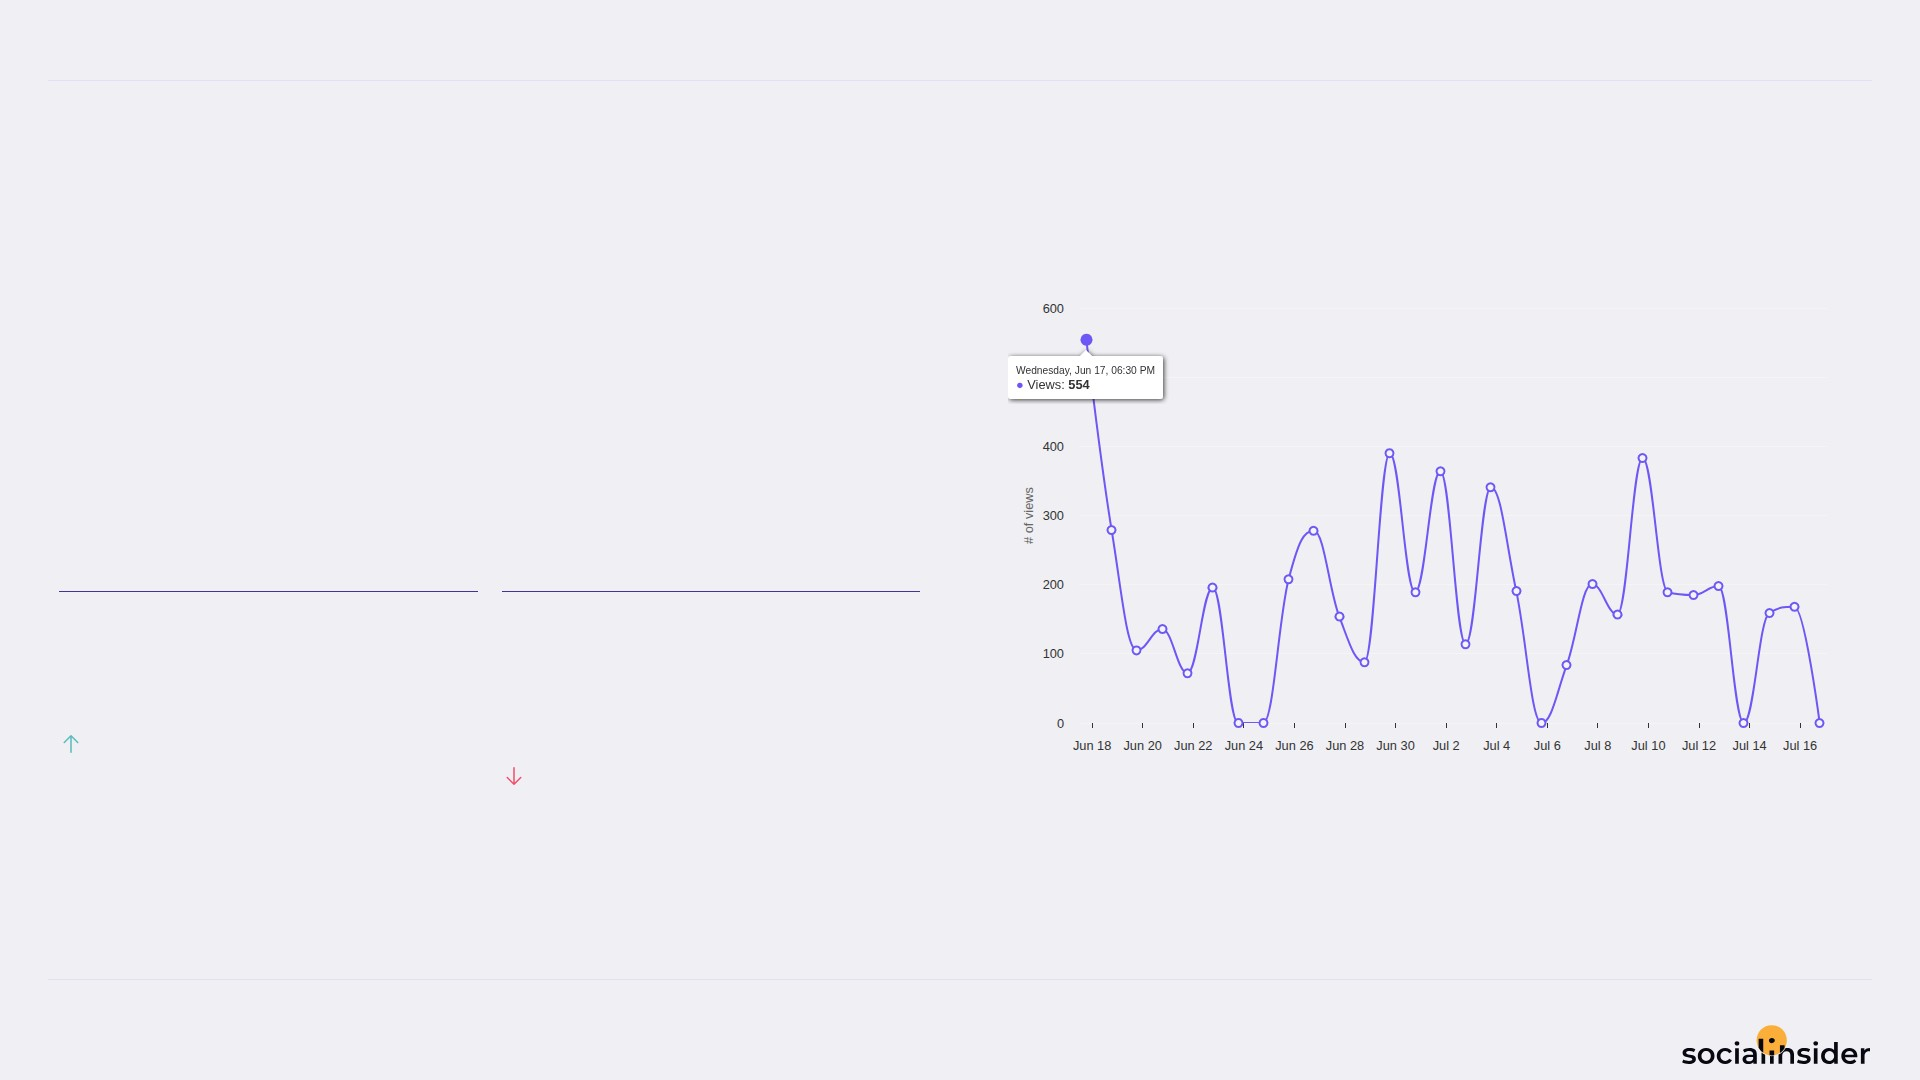 600
Wednesday, Jun 17, 06:30 PM
● Views: 554
400
300
200
100
0
# of views
Jun 18 Jun 20 Jun 22 Jun 24 Jun 26 Jun 28 Jun 30 Jul 2 Jul 4 Jul 6 Jul 8 Jul 10 Jul 12 Jul 14 Jul 16
socialinsider